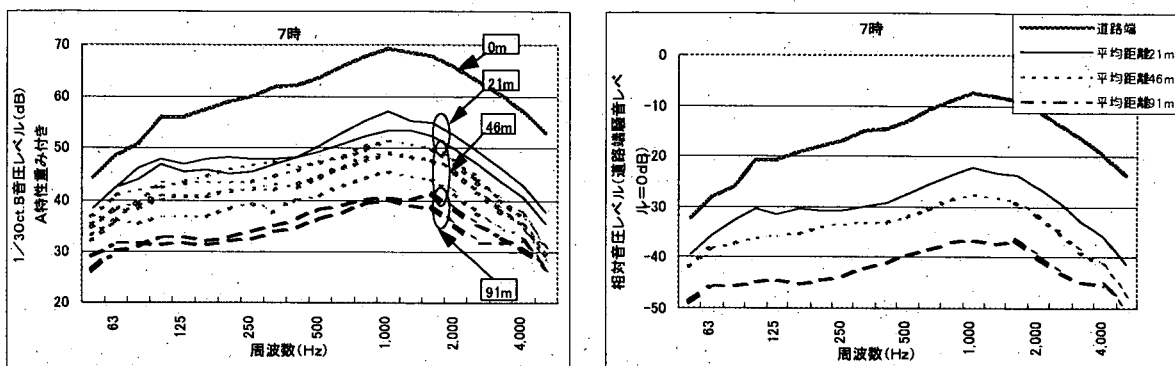 7時
1/3Oct.B音圧レベル(dB)
A特性重み付き
70
60
50
40
30
20
0m
21m
46m
91m
63
125
250
500
1,000
2,000
4,000
周波数(Hz)
7時
道路端
平均距離21m
平均距離46m
平均距離91m
相対音圧レベル(道路端騒音レベ
ル=0dB)
0
-10
-20
-30
-40
-50
63
125
250
500
1,000
2,000
4,000
周波数(Hz)